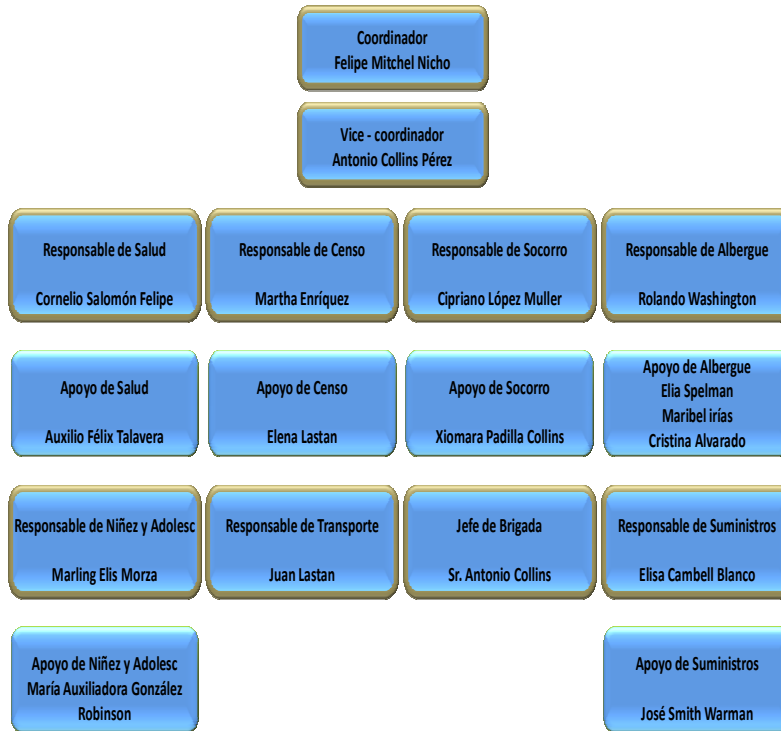 Coordinador
Felipe Mitchel Nicho
Vice - coordinador
Antonio Collins Pérez
Responsable de Salud
Cornelio Salomón Felipe
Responsable de Censo
Martha Enríquez
Responsable de Socorro
Cipriano López Muller
Responsable de Albergue
Rolando Washington
Apoyo de Salud
Auxilio Félix Talavera
Apoyo de Censo
Elena Lastan
Apoyo de Socorro
Xiomara Padilla Collins
Apoyo de Albergue
Elia Spelman
Maribel irías
Cristina Alvarado
Responsable de Niñez y Adolesc
Marling Elis Morza
Responsable de Transporte
Juan Lastan
Jefe de Brigada
Sr. Antonio Collins
Responsable de Suministros
Elisa Cambell Blanco
Apoyo de Niñez y Adolesc
María Auxiliadora González
Robinson
Apoyo de Suministros
José Smith Warman